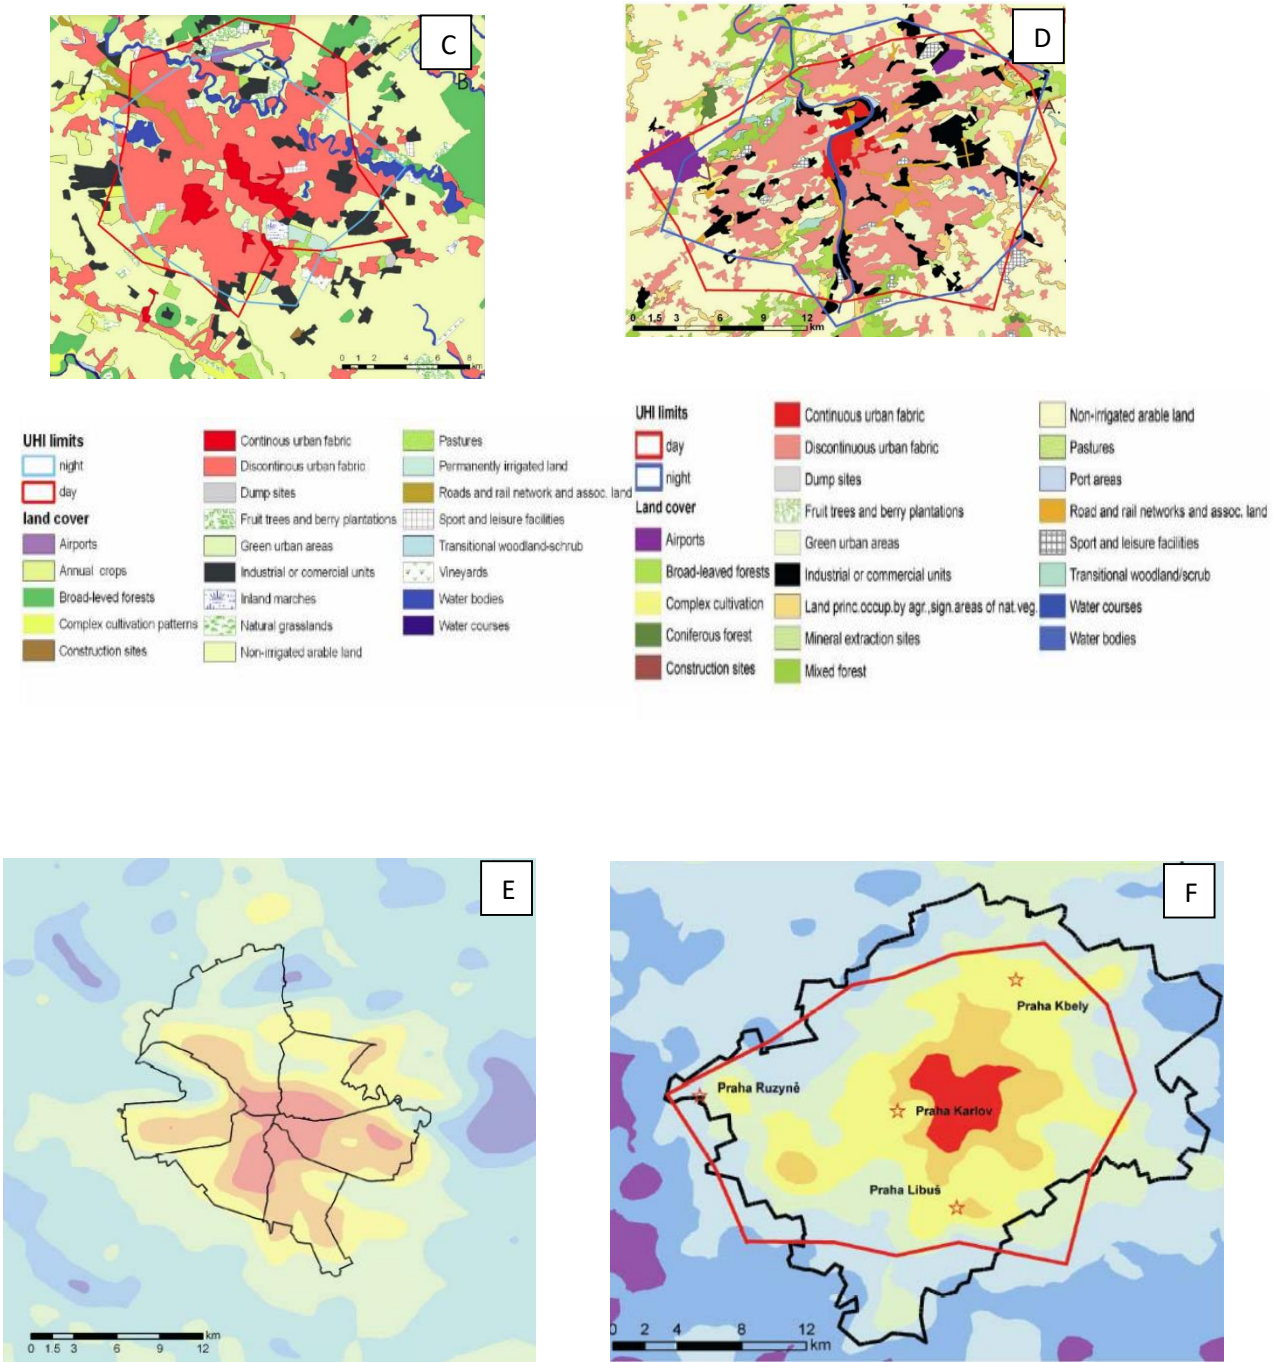 C
B
0 1 2 4 6 8
km
D
A.
0 1.5 3 6 9 12
km
UHI limits
night
day
land cover
Airports
Annual crops
Broad-leved forests
Complex cultivation patterns
Construction sites
Continous urban fabric
Discontinous urban fabric
Dump sites
Fruit trees and berry plantations
Green urban areas
Industrial or comercial units
Inland marches
Natural grasslands
Non-irrigated arable land
Pastures
Permanently irrigated land
Roads and rail network and assoc. land
Sport and leisure facilities
Transitional woodland-schrub
Vineyards
Water bodies
Water courses
UHI limits
day
night
Land cover
Airports
Broad-leaved forests
Complex cultivation
Coniferous forest
Construction sites
Continuous urban fabric
Discontinuous urban fabric
Dump sites
Fruit trees and berry plantations
Green urban areas
Industrial or commercial units
Land princ.occup.by agr.,sign.areas of nat.veg.
Mineral extraction sites
Mixed forest
Non-irrigated arable land
Pastures
Port areas
Road and rail networks and assoc. land
Sport and leisure facilities
Transitional woodland/scrub
Water courses
Water bodies
E
km
0 1.5 3 6 9 12
F
Praha Kbely
Praha Ruzyně
Praha Karlov
Praha Libuš
0 2 4 8 12
km